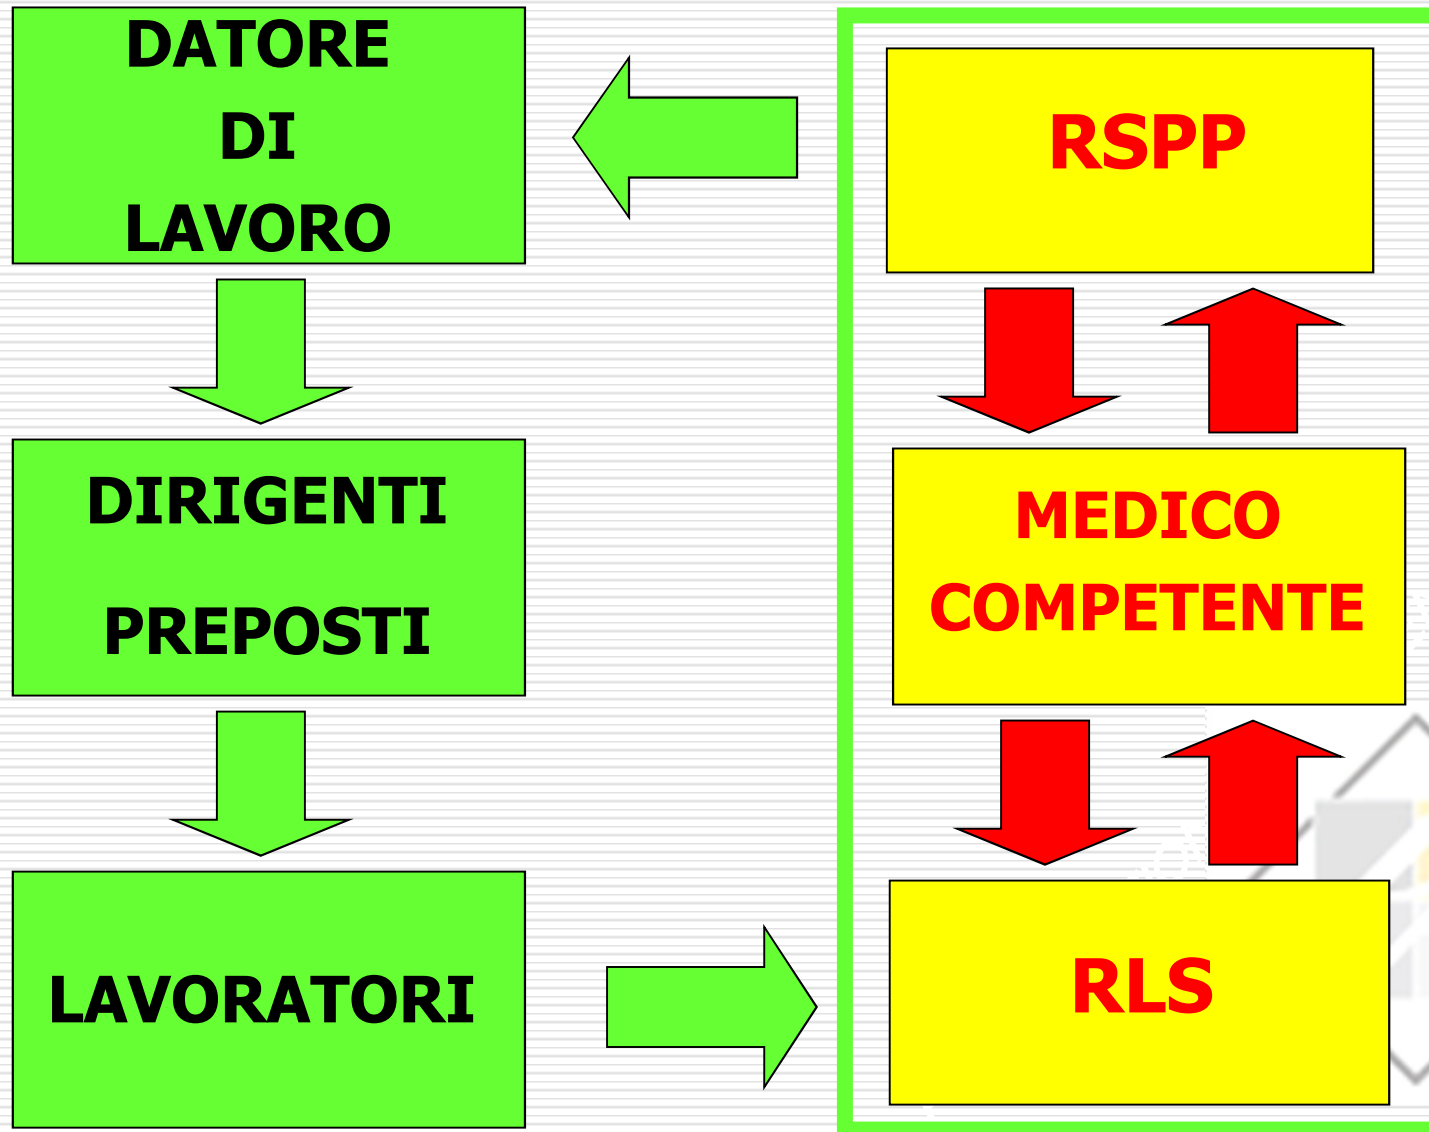 DATORE
DI
LAVORO
DIRIGENTI
PREPOSTI
LAVORATORI
RSPP
MEDICO
COMPETENTE
RLS